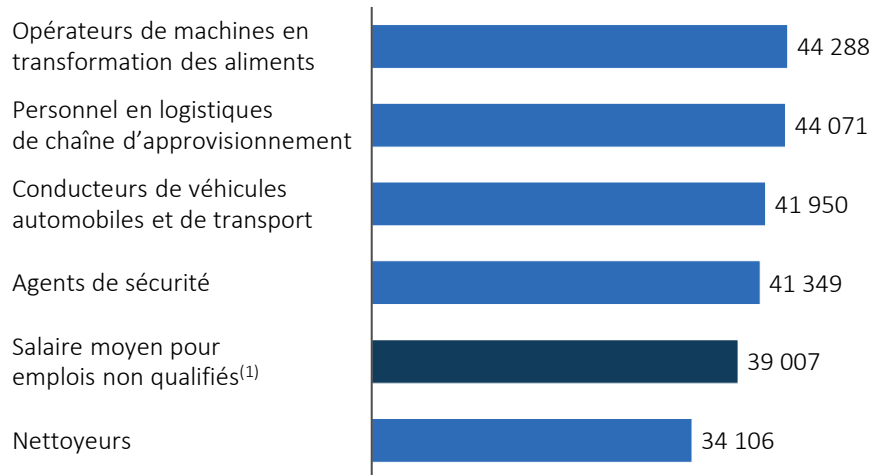 Opérateurs de machines en
transformation des aliments
44 288
Personnel en logistiques
de chaîne d’approvisionnement
44 071
Conducteurs de véhicules
automobiles et de transport
41 950
Agents de sécurité
41 349
Salaire moyen pour
emplois non qualifiés(1)
39 007
Nettoyeurs
34 106